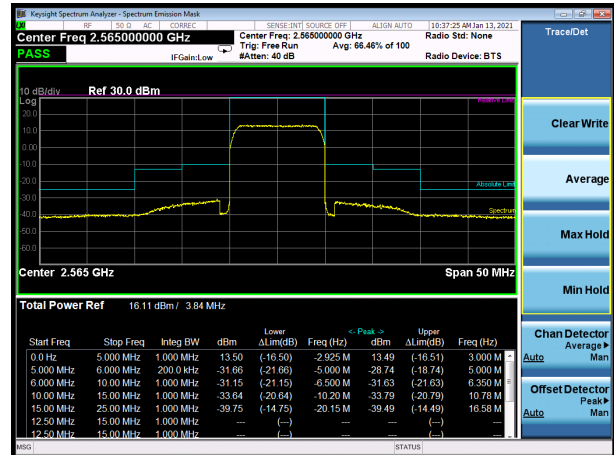 Keysight Spectrum Analyzer - Spectrum Emission Mask
LXI RF 50 Ω AC CORREC SENSE:INT SOURCE OFF ALIGN AUTO 10:37:25 AM Jan 13, 2021
Center Freq 2.565000000 GHz
Center Freq: 2.565000000 GHz
Radio Std: None
Trig: Free Run Avg: 66.46% of 100
PASS
IFGain:Low
#Atten: 40 dB
Radio Device: BTS
10 dB/div Ref 30.0 dBm
Log
Relative Limit
20.0
10.0
0.00
-10.0
-20.0
Absolute Limit
-30.0
Spectrum
-40.0
-50.0
-60.0
Center 2.565 GHz
Span 50 MHz
Total Power Ref 16.11 dBm / 3.84 MHz
Lower <- Peak -> Upper
Start Freq Stop Freq Integ BW dBm ΔLim(dB) Freq (Hz) dBm ΔLim(dB) Freq (Hz)
0.0 Hz 5.000 MHz 1.000 MHz 13.50 (-16.50) -2.925 M 13.49 (-16.51) 3.000 M
5.000 MHz 6.000 MHz 200.0 kHz -31.66 (-21.66) -5.000 M -28.74 (-18.74) 5.000 M
6.000 MHz 10.00 MHz 1.000 MHz -31.15 (-21.15) -6.500 M -31.63 (-21.63) 6.350 M
10.00 MHz 15.00 MHz 1.000 MHz -33.64 (-20.64) -10.20 M -33.79 (-20.79) 10.78 M
15.00 MHz 25.00 MHz 1.000 MHz -39.75 (-14.75) -20.15 M -39.49 (-14.49) 16.58 M
12.50 MHz 15.00 MHz 1.000 MHz --- (---) --- (---)
12.50 MHz 15.00 MHz 1.000 MHz --- (---) --- (---)
MSG
STATUS
Trace/Det
Clear Write
Average
Max Hold
Min Hold
Chan Detector
Average
Auto Man
Offset Detector
Peak
Auto Man